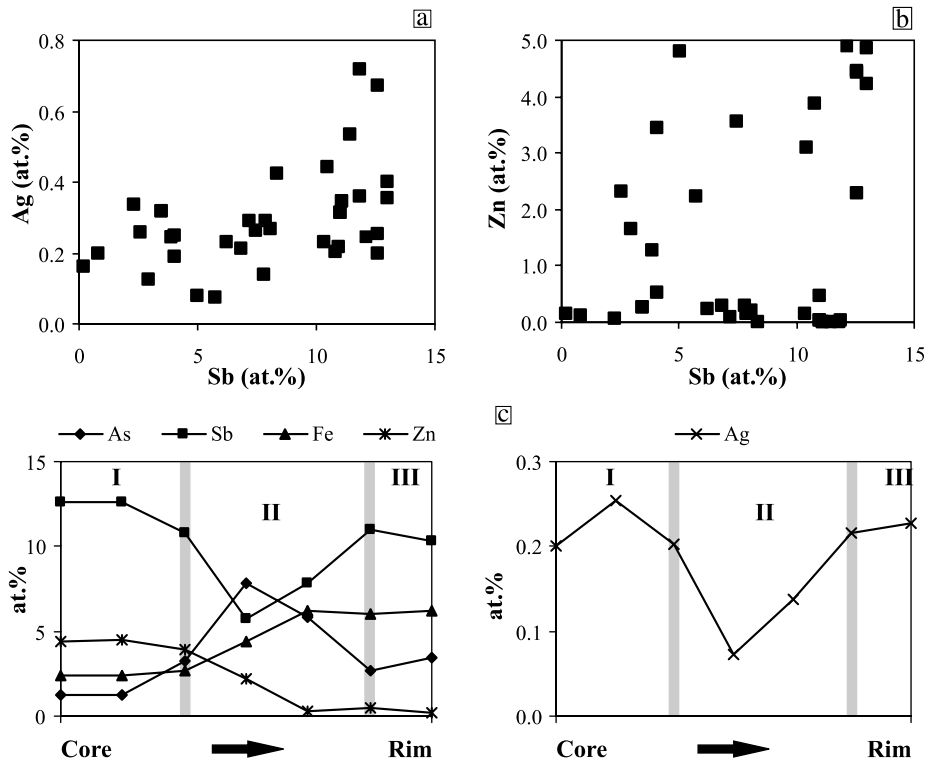 a
0.8
0.6
0.4
0.2
0.0
Ag (at.%)
0 5 10 15
Sb (at.%)
b
5.0
4.0
3.0
2.0
1.0
0.0
Zn (at.%)
0 5 10 15
Sb (at.%)
c
As Sb Fe Zn
15
10
5
0
at.%
I
II
III
Core Rim
Ag
0.3
0.2
0.1
0.0
at.%
I
II
III
Core Rim